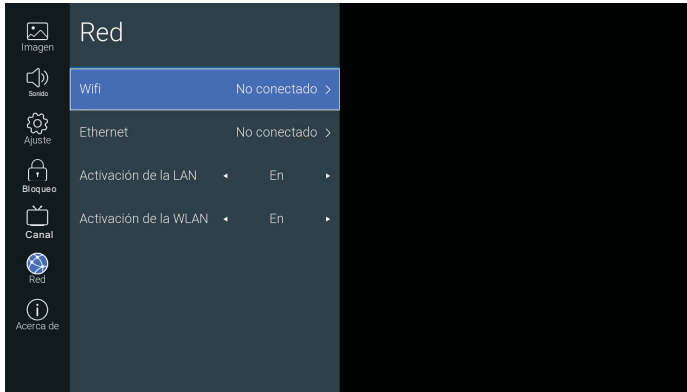 Imagen
Sonido
Ajuste
Bloqueo
Canal
Red
Acerca de
Red
Wifi No conectado >
Ethernet No conectado >
Activación de la LAN ◂ En ▸
Activación de la WLAN ◂ En ▸